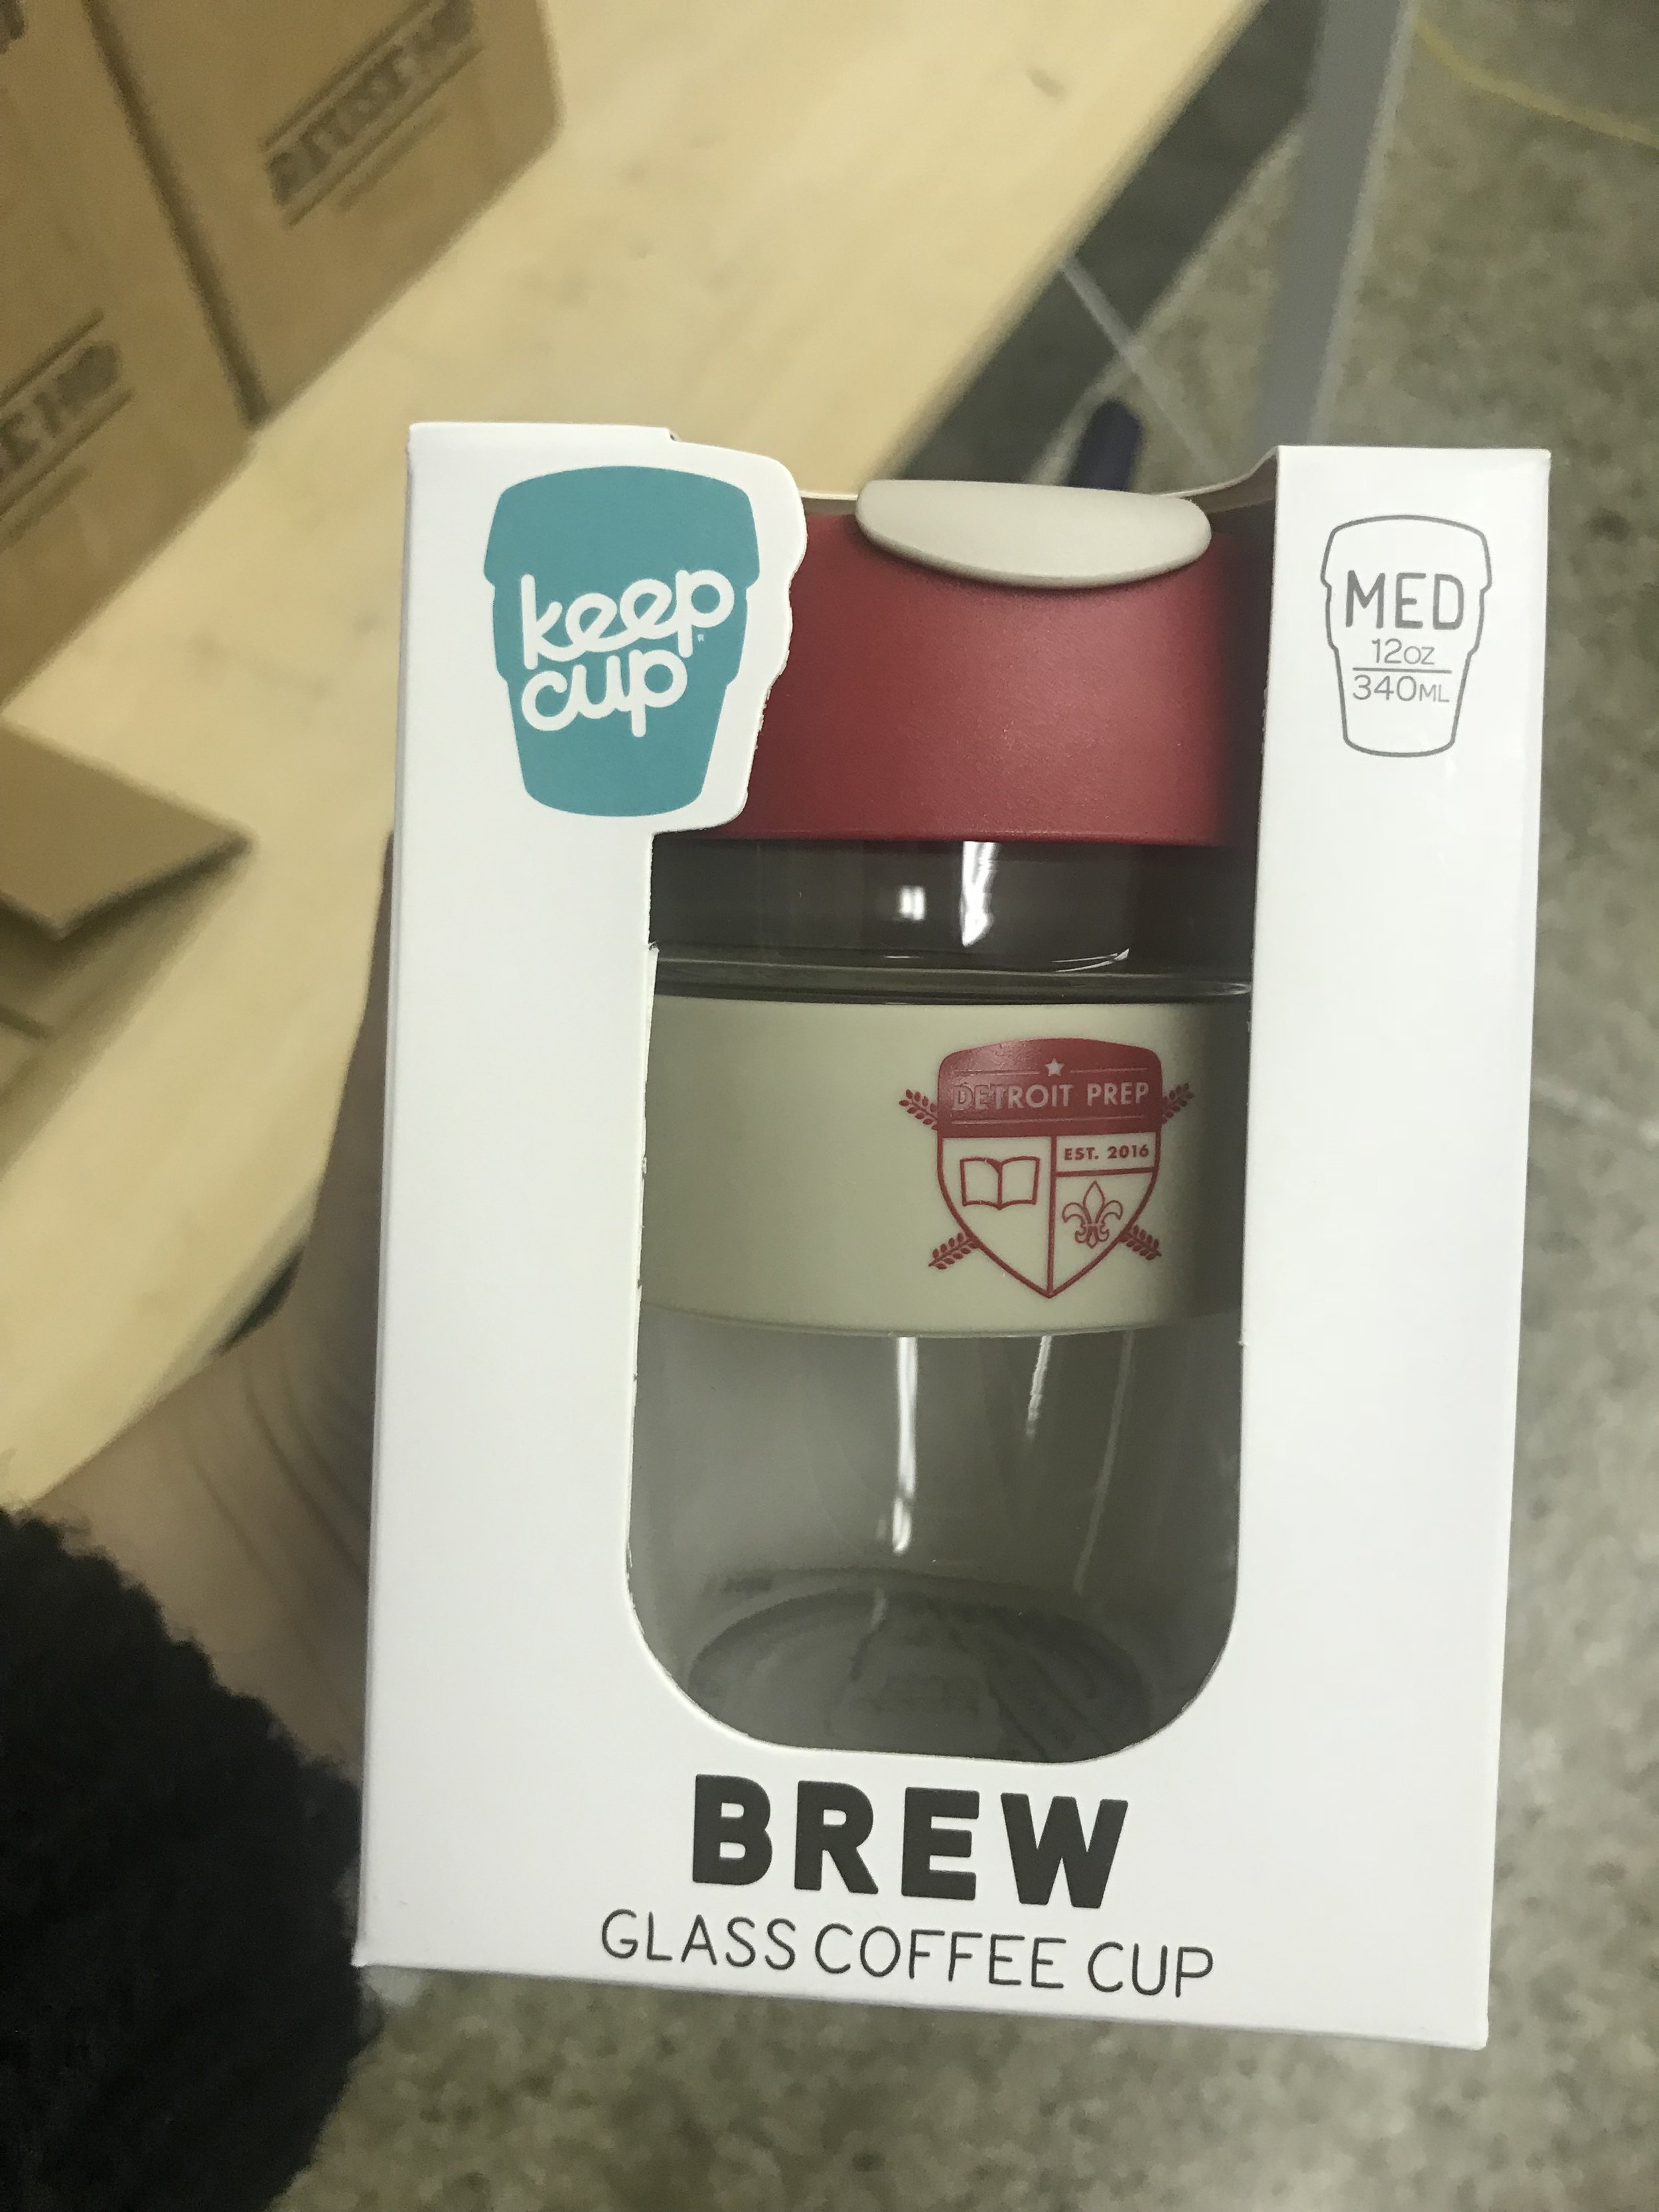 keep
cup
MED
12OZ
340ML
DETROIT PREP
EST. 2016
BREW
GLASS COFFEE CUP